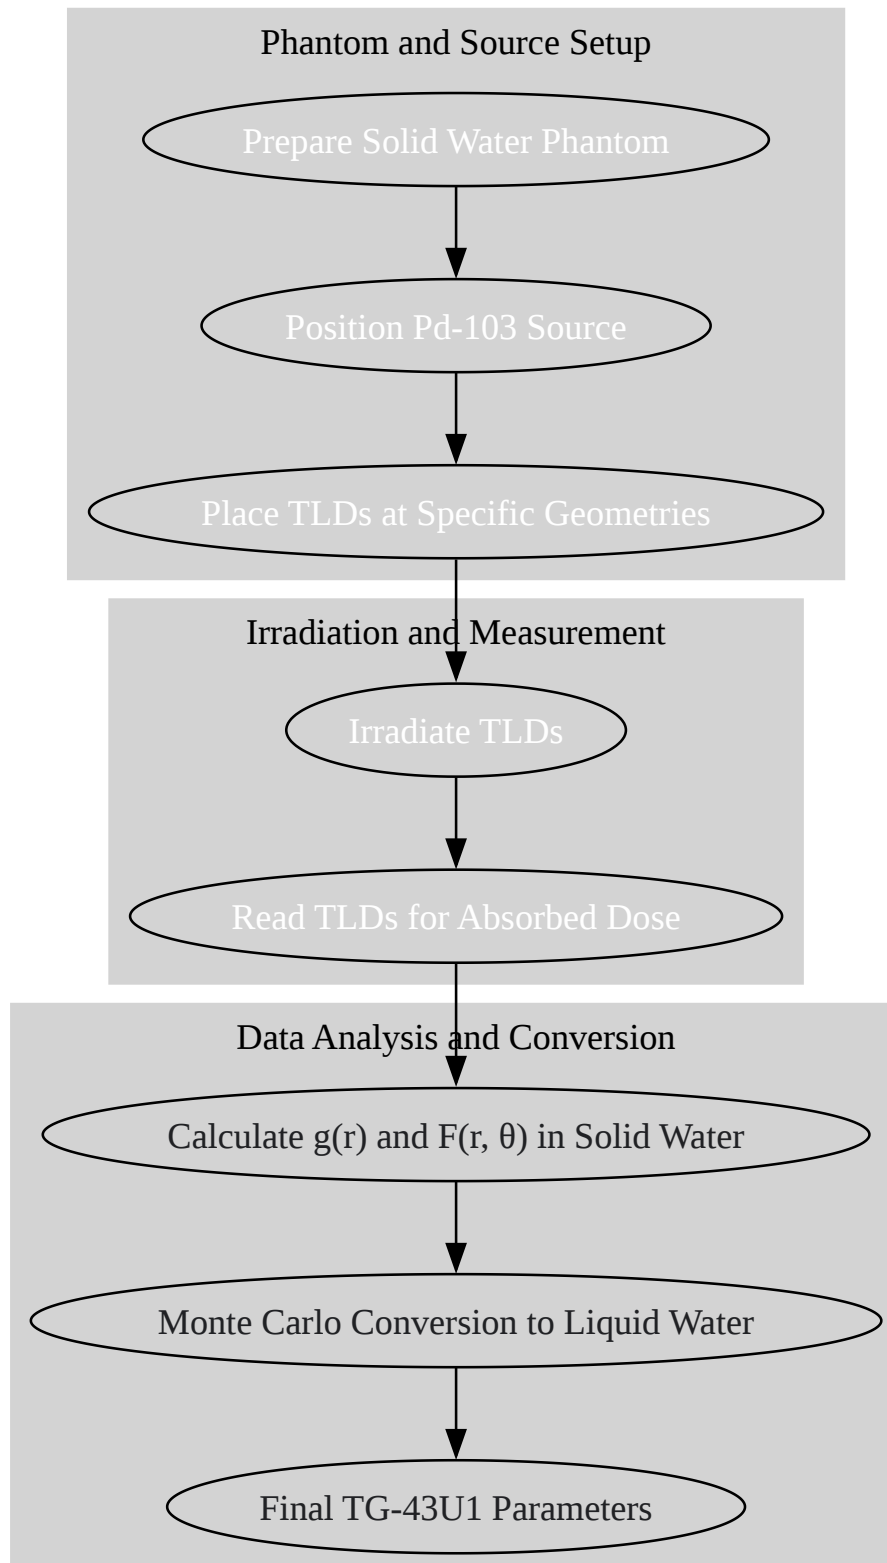 Phantom and Source Setup
Prepare Solid Water Phantom
Position Pd-103 Source
Place TLDs at Specific Geometries
Irradiation and Measurement
Irradiate TLDs
Read TLDs for Absorbed Dose
Data Analysis and Conversion
Calculate g(r) and F(r, θ) in Solid Water
Monte Carlo Conversion to Liquid Water
Final TG-43U1 Parameters